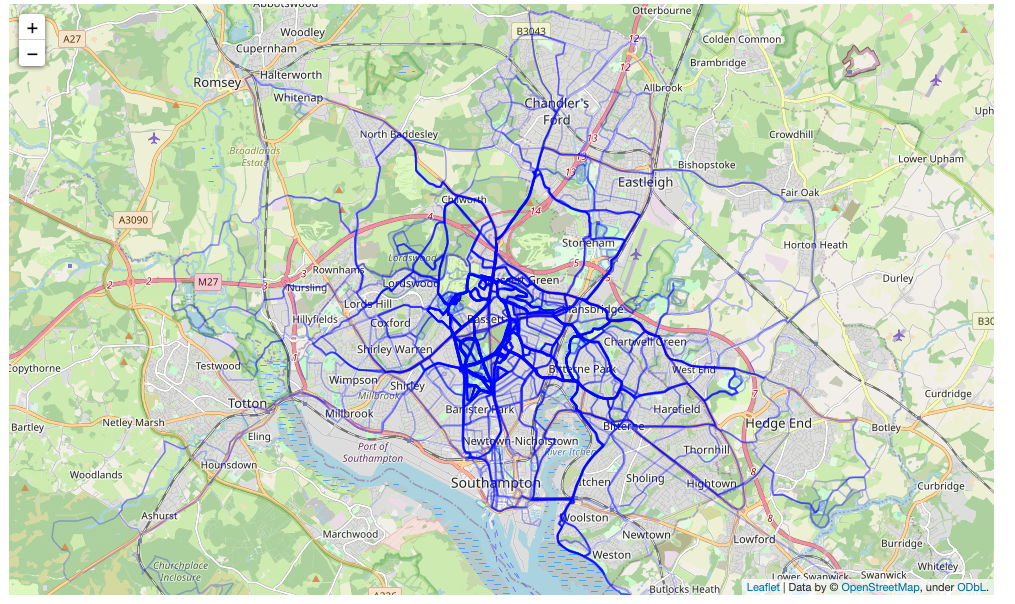 Abbotswood
Otterbourne
+
A27
Woodley
B3043
12
Colden Common
Cupernham
−
Brambridge
12
Romsey
Halterworth
Allbrook
Whitenap
Chandler's
Ford
North Baddesley
13
Crowdhill
Broadlands
Estate
13
Bishopstoke
Lower Upham
13
Eastleigh
Fair Oak
Chilworth
A3090
4
14
Stoneham
Horton Heath
Lordswood
5
Rownhams
3
M27
2
2
3
Nursling
Lordswood
Bassett Green
Durley
Lords Hill
Mansbridge
Hillyfields
Coxford
Bassett
Chartwell Green
1
Shirley Warren
Copythorne
Testwood
Bitterne Park
West End
Wimpson
Shirley
Millbrook
7
Curdridge
Totton
Millbrook
Banister Park
Harefield
Netley Marsh
Hedge End
Bartley
Eling
Bitterne
Botley
Newtown-Nicholstown
Port of
Southampton
River Itchen
Thornhill
Hounsdown
Woodlands
8
Southampton
Itchen
Sholing
Hightown
Curbridge
Ashurst
Woolston
8
Marchwood
Newtown
Lowford
Burridge
Weston
Churchplace
Inclosure
Whiteley
Lower Swanwick
Swanwick
A326
Butlocks Heath
Leaflet | Data by © OpenStreetMap, under ODbL.